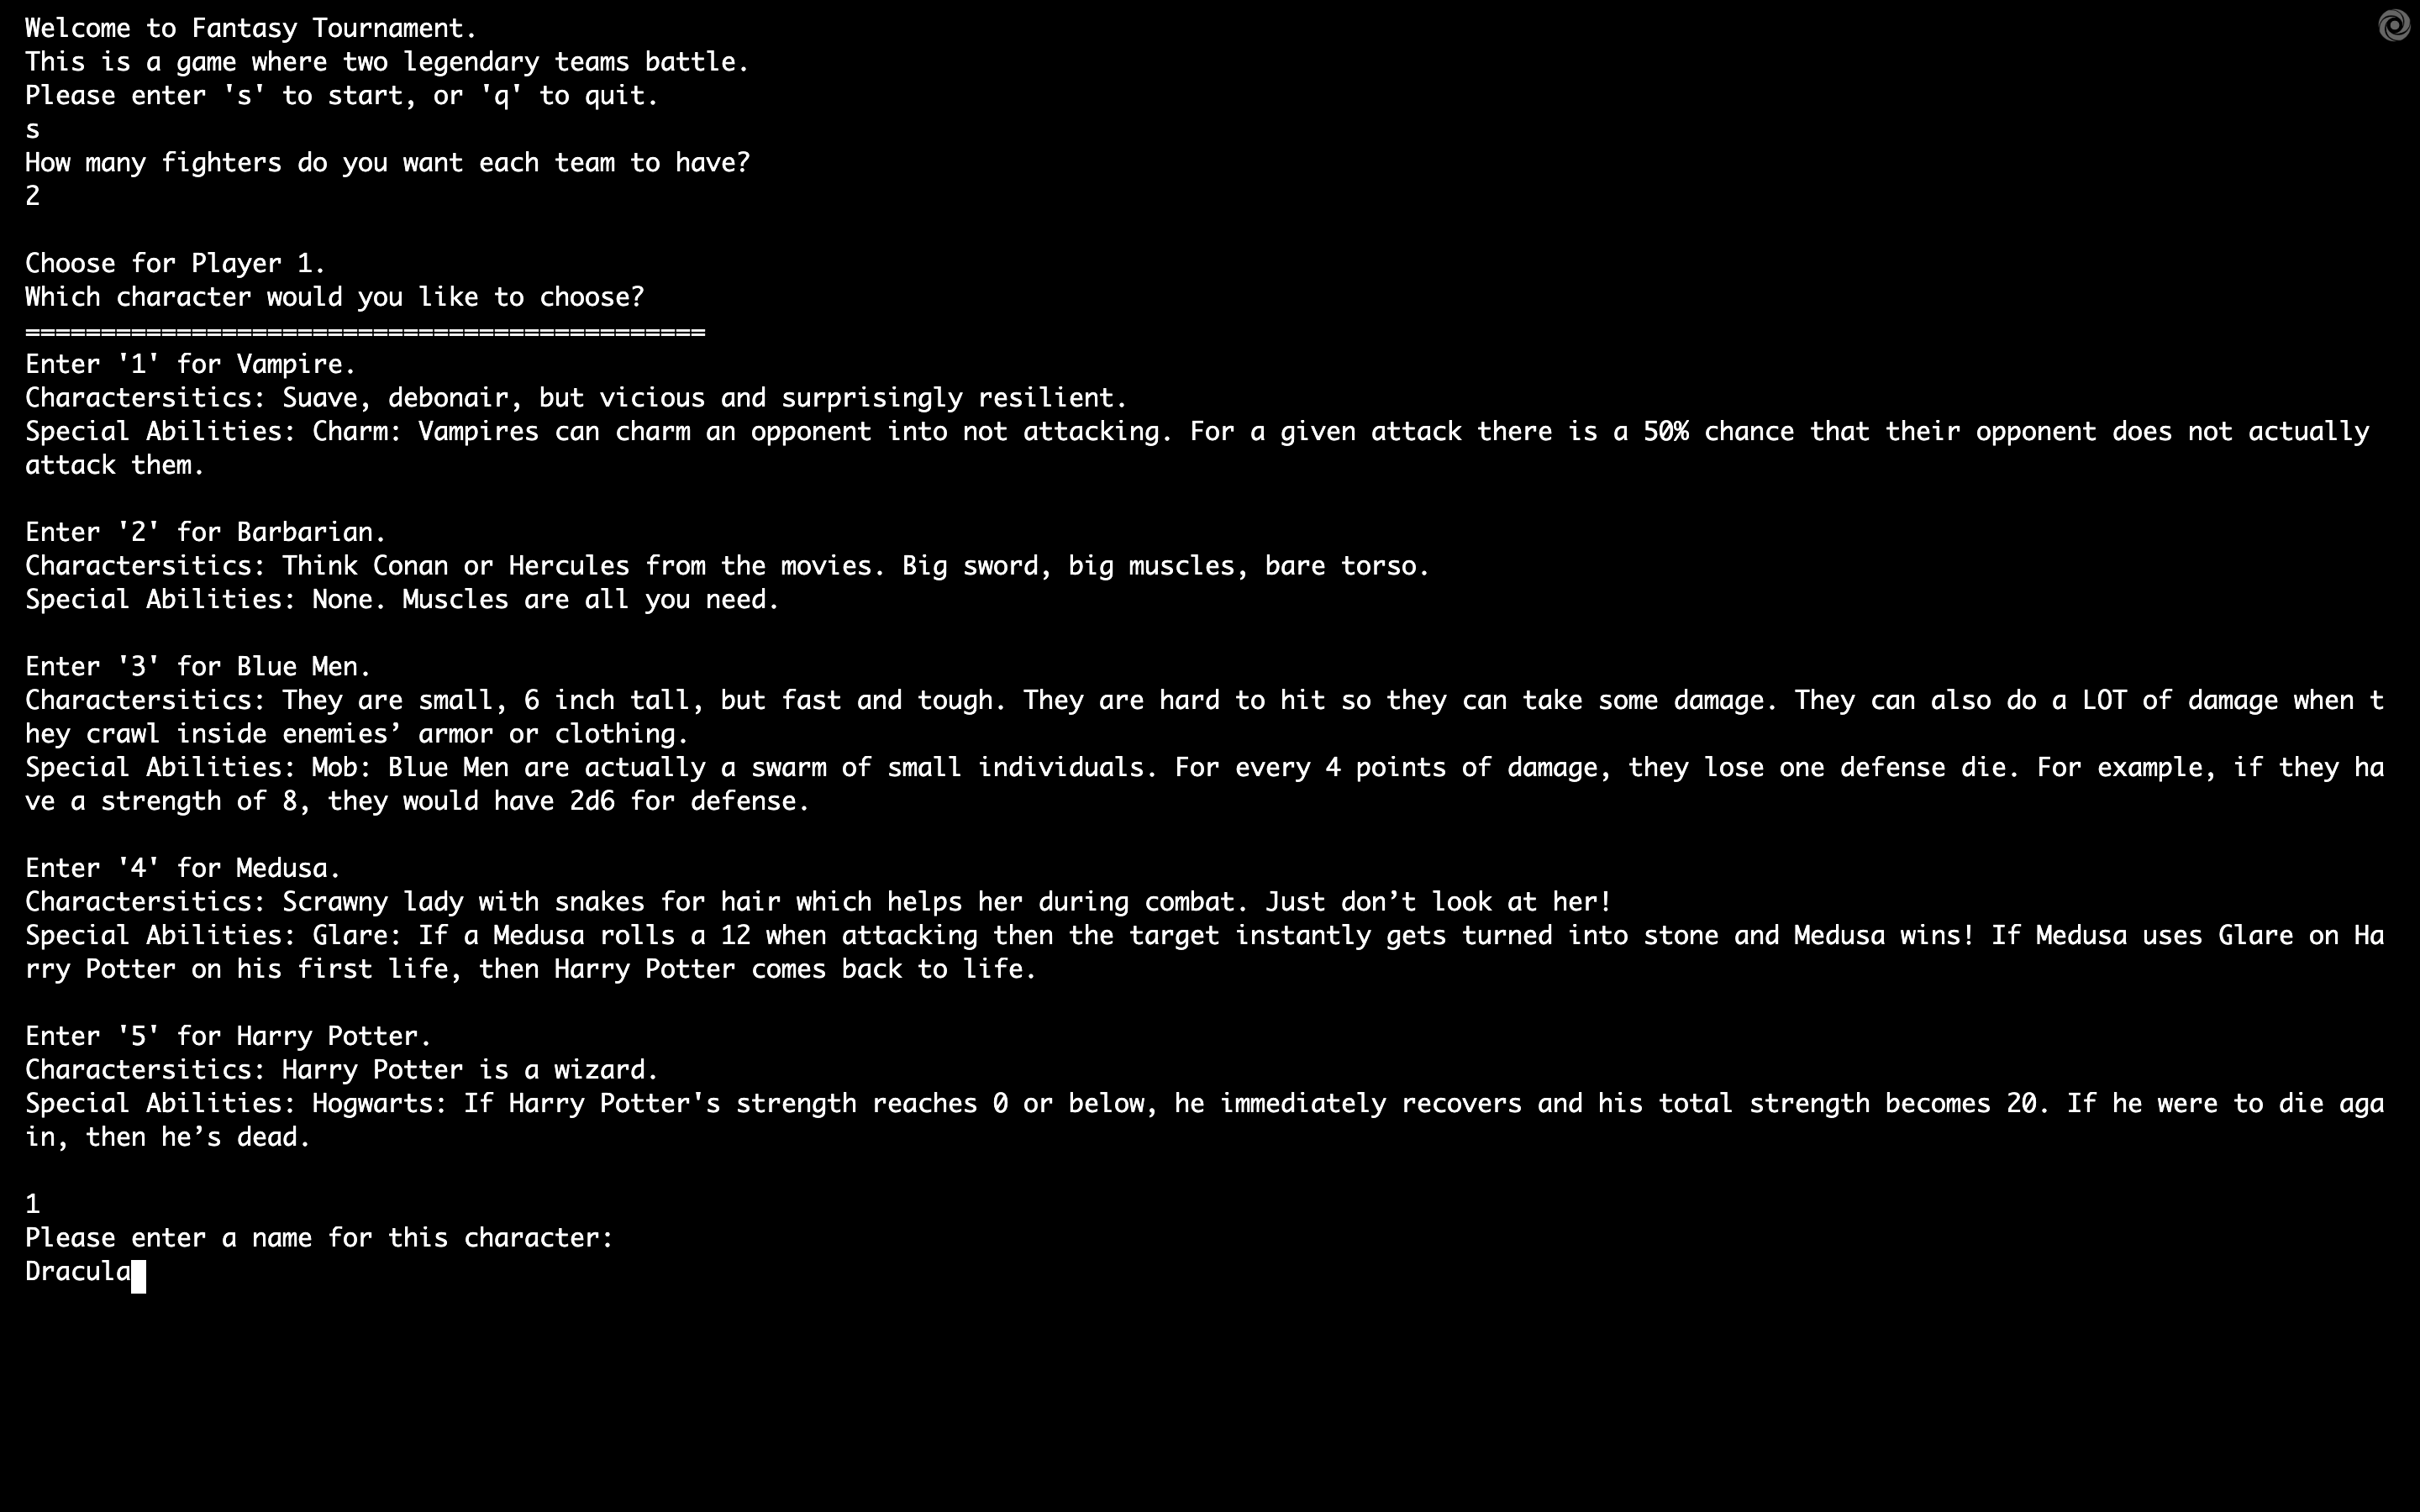 Welcome to Fantasy Tournament.
This is a game where two legendary teams battle.
Please enter 's' to start, or 'q' to quit.
s
How many fighters do you want each team to have?
2
Choose for Player 1.
Which character would you like to choose?
=============================================
Enter '1' for Vampire.
Charactersitics: Suave, debonair, but vicious and surprisingly resilient.
Special Abilities: Charm: Vampires can charm an opponent into not attacking. For a given attack there is a 50% chance that their opponent does not actually
attack them.
Enter '2' for Barbarian.
Charactersitics: Think Conan or Hercules from the movies. Big sword, big muscles, bare torso.
Special Abilities: None. Muscles are all you need.
Enter '3' for Blue Men.
Charactersitics: They are small, 6 inch tall, but fast and tough. They are hard to hit so they can take some damage. They can also do a LOT of damage when t
hey crawl inside enemies’ armor or clothing.
Special Abilities: Mob: Blue Men are actually a swarm of small individuals. For every 4 points of damage, they lose one defense die. For example, if they ha
ve a strength of 8, they would have 2d6 for defense.
Enter '4' for Medusa.
Charactersitics: Scrawny lady with snakes for hair which helps her during combat. Just don’t look at her!
Special Abilities: Glare: If a Medusa rolls a 12 when attacking then the target instantly gets turned into stone and Medusa wins! If Medusa uses Glare on Ha
rry Potter on his first life, then Harry Potter comes back to life.
Enter '5' for Harry Potter.
Charactersitics: Harry Potter is a wizard.
Special Abilities: Hogwarts: If Harry Potter's strength reaches 0 or below, he immediately recovers and his total strength becomes 20. If he were to die aga
in, then he’s dead.
1
Please enter a name for this character:
Dracula